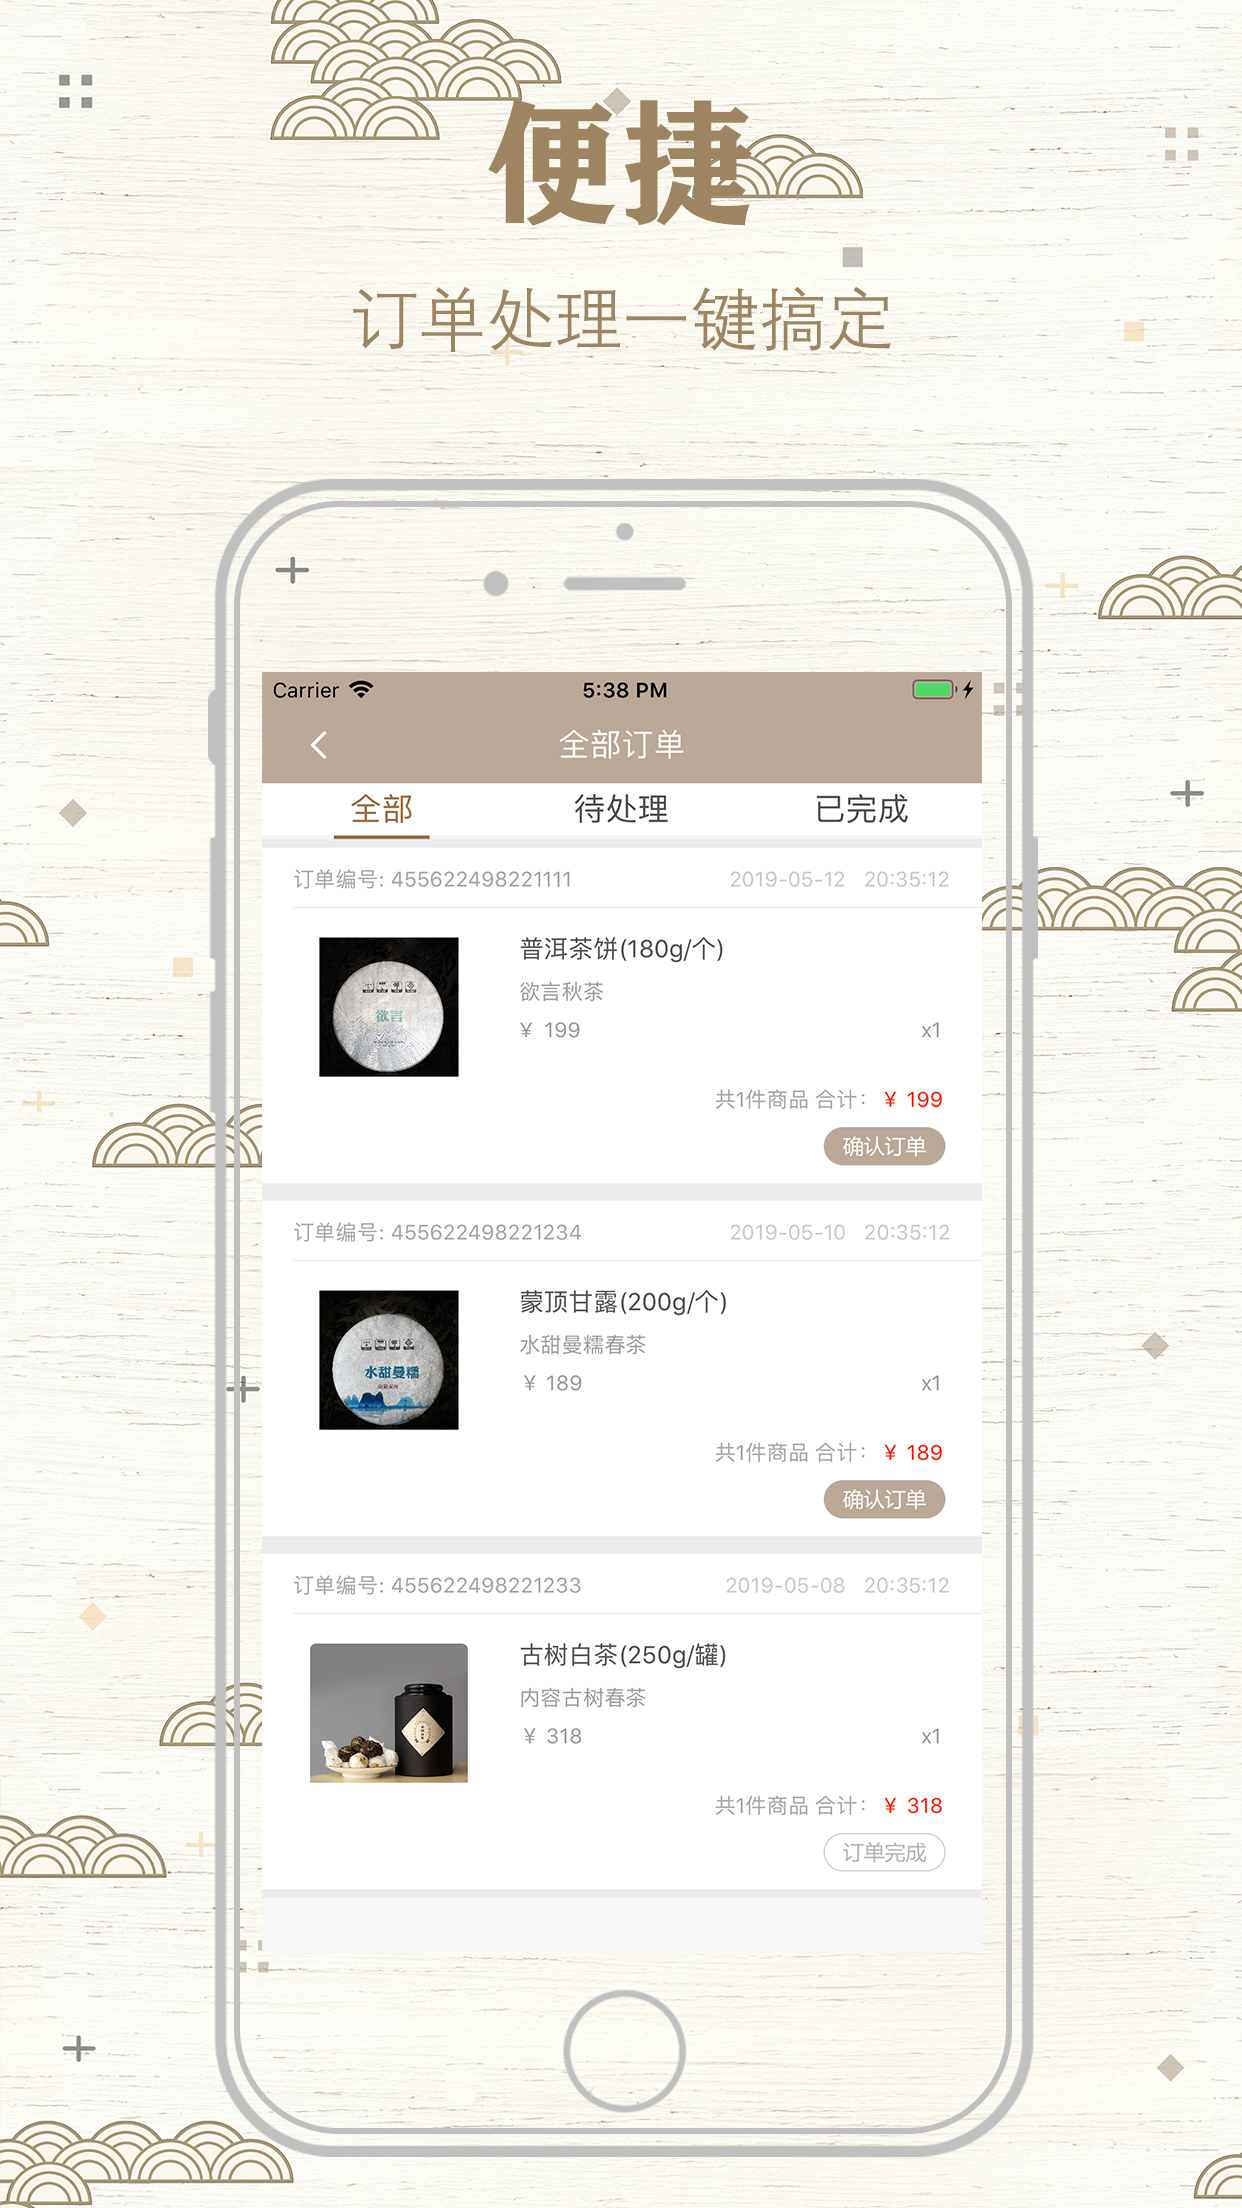 便捷
订单处理一键搞定
Carrier 5:38 PM
全部订单
全部 待处理 已完成
订单编号: 455622498221111 2019-05-12 20:35:12
普洱茶饼(180g/个)
欲言秋茶
欲言
¥ 199 x1
共1件商品 合计: ¥ 199
确认订单
订单编号: 455622498221234 2019-05-10 20:35:12
蒙顶甘露(200g/个)
水甜曼糯春茶
水甜曼糯
¥ 189 x1
共1件商品 合计: ¥ 189
确认订单
订单编号: 455622498221233 2019-05-08 20:35:12
古树白茶(250g/罐)
内容古树春茶
¥ 318 x1
共1件商品 合计: ¥ 318
订单完成